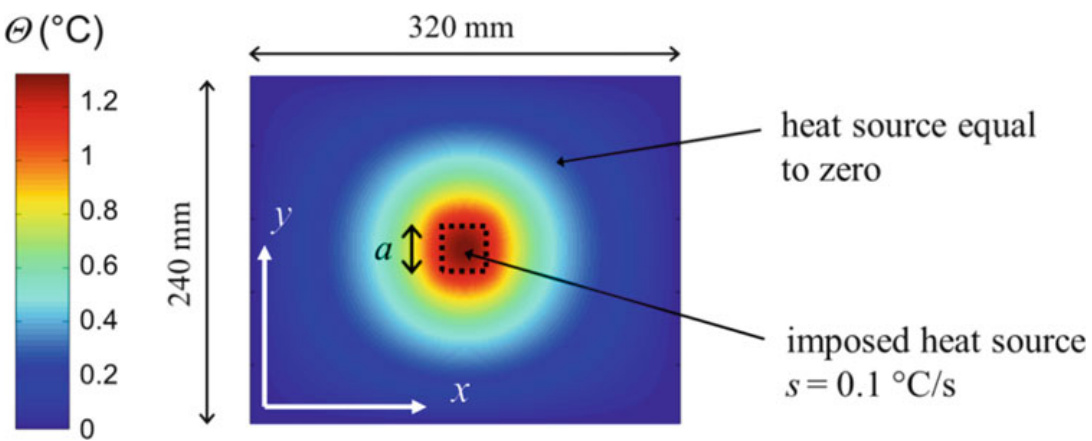 Θ (°C)
1.2
1
0.8
0.6
0.4
0.2
0
320 mm
240 mm
a
y
x
heat source equal
to zero
imposed heat source
s = 0.1 °C/s